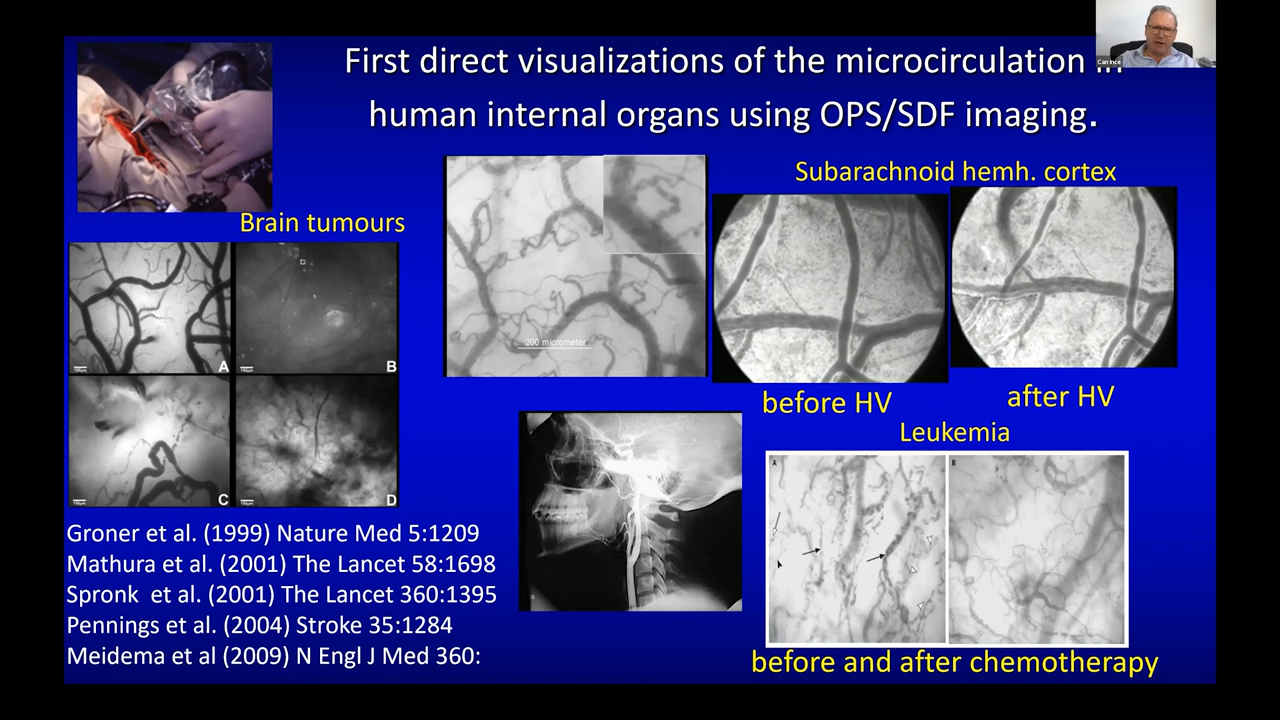 First direct visualizations of the microcirculation in
human internal organs using OPS/SDF imaging.
Can Ince
Subarachnoid hemh. cortex
Brain tumours
A
B
C
D
200 micrometer
before HV
after HV
Leukemia
A
B
before and after chemotherapy
Groner et al. (1999) Nature Med 5:1209
Mathura et al. (2001) The Lancet 58:1698
Spronk et al. (2001) The Lancet 360:1395
Pennings et al. (2004) Stroke 35:1284
Meidema et al (2009) N Engl J Med 360: